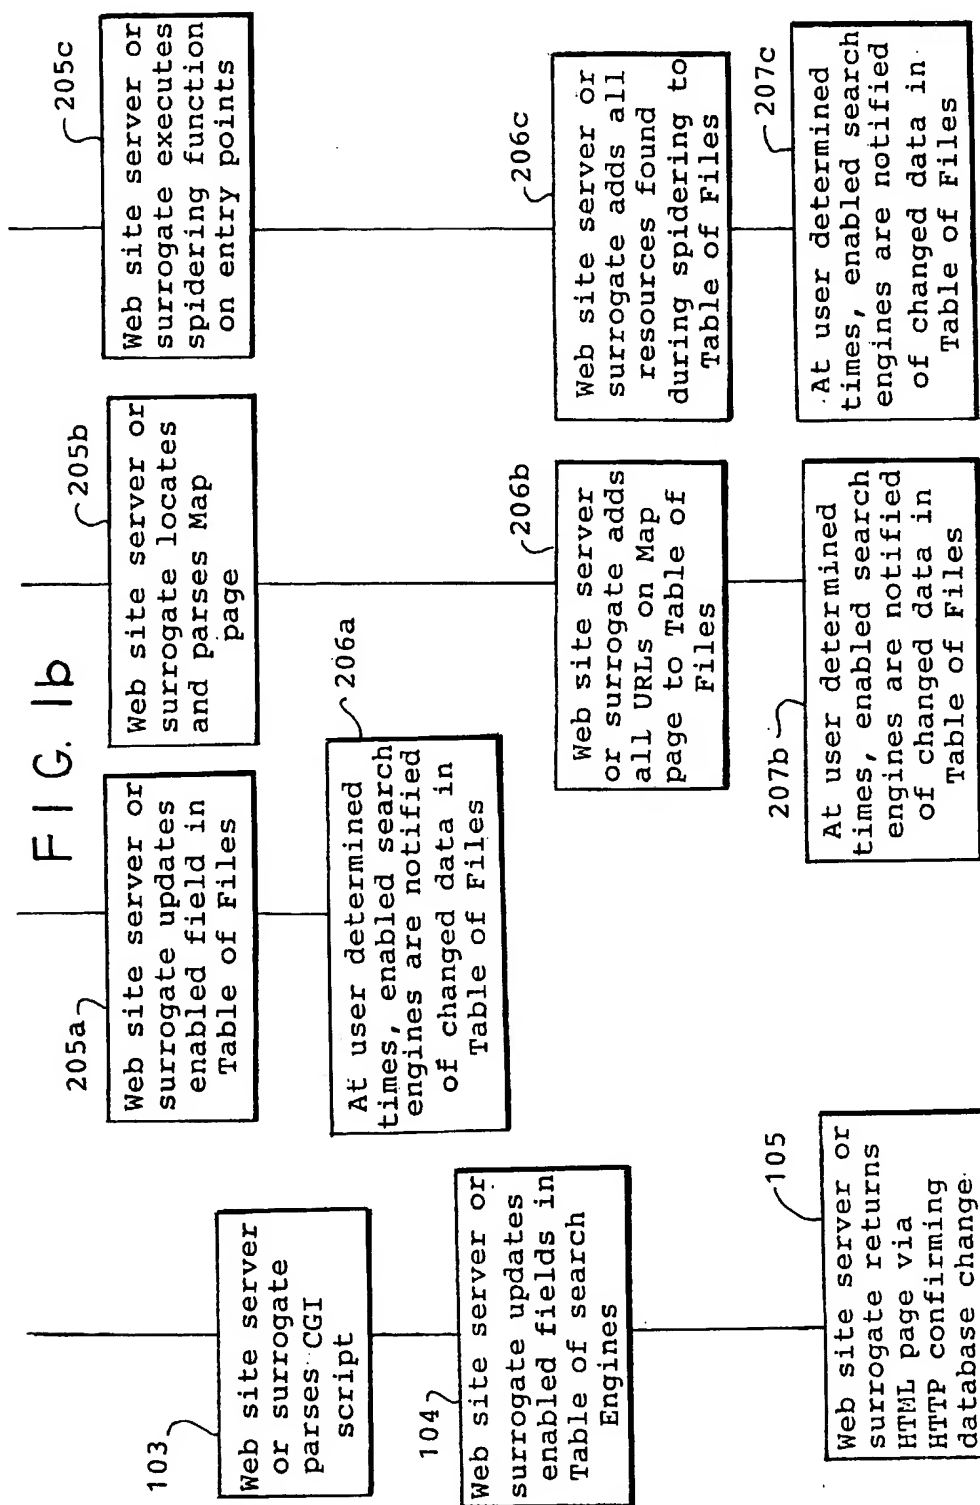 FIG. 1b
103
Web site server
or surrogate
parses CGI
script
104
Web site server or
surrogate updates
enabled fields in
Table of search
Engines
105
Web site server or
surrogate returns
HTML page via
HTTP confirming
database change
205a
Web site server or
surrogate updates
enabled field in
Table of Files
206a
At user determined
times, enabled search
engines are notified
of changed data in
Table of Files
205b
Web site server or
surrogate locates
and parses Map
page
206b
Web site server
or surrogate adds
all URLs on Map
page to Table of
Files
207b
At user determined
times, enabled search
engines are notified
of changed data in
Table of Files
205c
Web site server or
surrogate executes
spidering function
on entry points
206c
Web site server or
surrogate adds all
resources found
during spidering to
Table of Files
207c
At user determined
times, enabled search
engines are notified
of changed data in
Table of Files